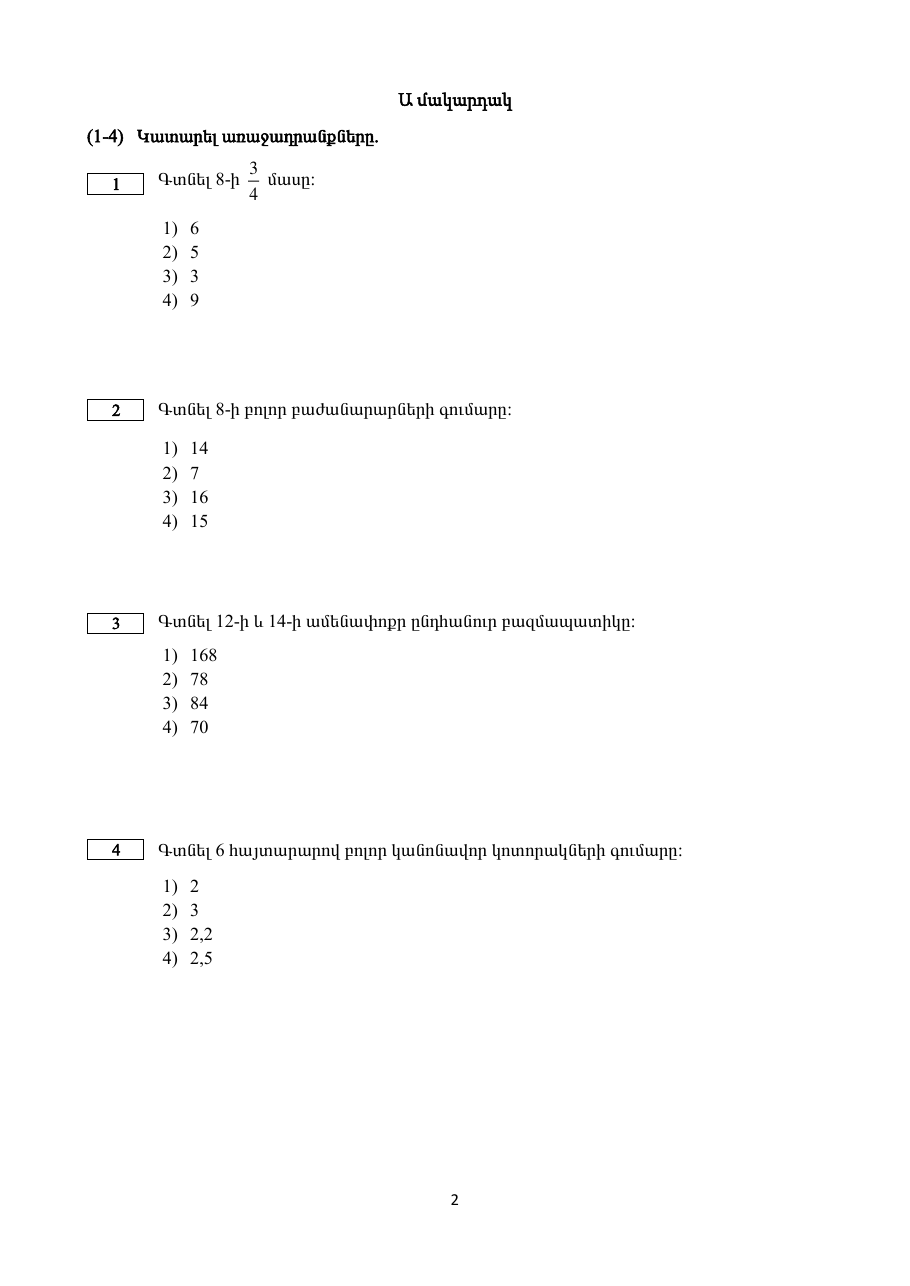 Ա մակարդակ
(1-4) Կատարել առաջադրանքները.
1 Գտնել 8-ի 3/4 մասը:
1) 6
2) 5
3) 3
4) 9
2 Գտնել 8-ի բոլոր բաժանարարների գումարը:
1) 14
2) 7
3) 16
4) 15
3 Գտնել 12-ի և 14-ի ամենափոքր ընդհանուր բազմապատիկը:
1) 168
2) 78
3) 84
4) 70
4 Գտնել 6 հայտարարով բոլոր կանոնավոր կոտորակների գումարը:
1) 2
2) 3
3) 2,2
4) 2,5
2